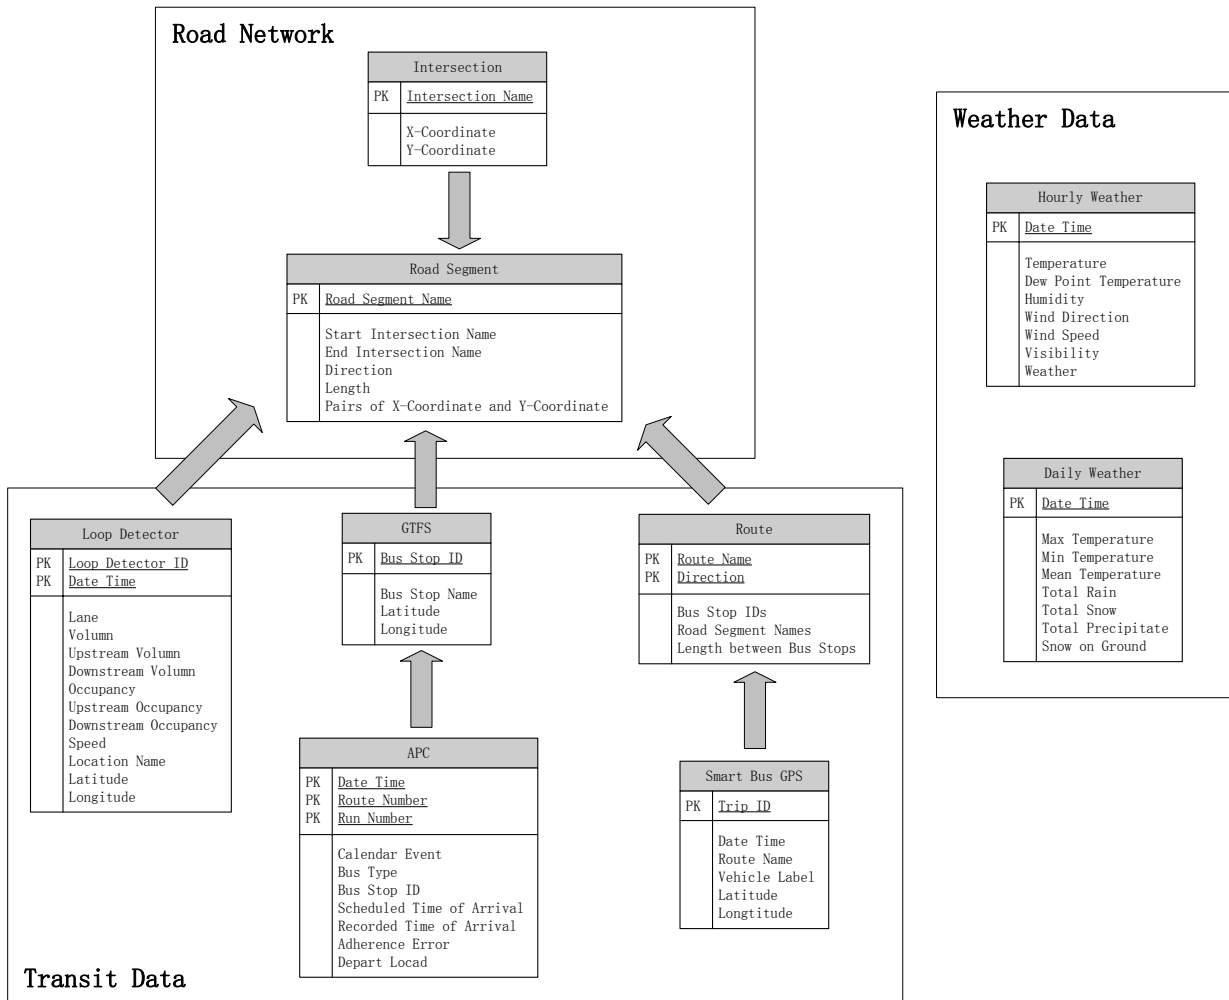 Road Network
Intersection
PK Intersection Name
X-Coordinate
Y-Coordinate
Road Segment
PK Road Segment Name
Start Intersection Name
End Intersection Name
Direction
Length
Pairs of X-Coordinate and Y-Coordinate
Weather Data
Hourly Weather
PK Date Time
Temperature
Dew Point Temperature
Humidity
Wind Direction
Wind Speed
Visibility
Weather
Daily Weather
PK Date Time
Max Temperature
Min Temperature
Mean Temperature
Total Rain
Total Snow
Total Precipitate
Snow on Ground
Loop Detector
PK Loop Detector ID
PK Date Time
Lane
Volumn
Upstream Volumn
Downstream Volumn
Occupancy
Upstream Occupancy
Downstream Occupancy
Speed
Location Name
Latitude
Longitude
GTFS
PK Bus Stop ID
Bus Stop Name
Latitude
Longitude
Route
PK Route Name
PK Direction
Bus Stop IDs
Road Segment Names
Length between Bus Stops
APC
PK Date Time
PK Route Number
PK Run Number
Calendar Event
Bus Type
Bus Stop ID
Scheduled Time of Arrival
Recorded Time of Arrival
Adherence Error
Depart Locad
Smart Bus GPS
PK Trip ID
Date Time
Route Name
Vehicle Label
Latitude
Longtitude
Transit Data